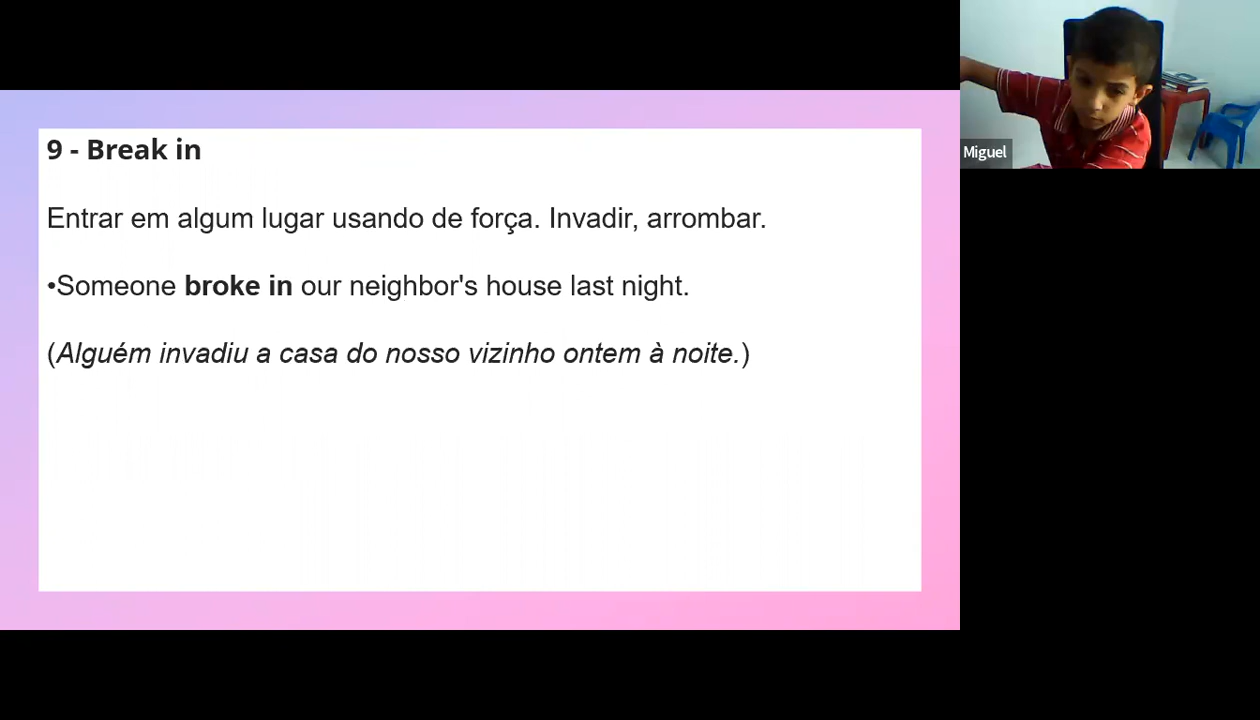 9 - Break in
Entrar em algum lugar usando de força. Invadir, arrombar.
•Someone broke in our neighbor's house last night.
(Alguém invadiu a casa do nosso vizinho ontem à noite.)
Miguel